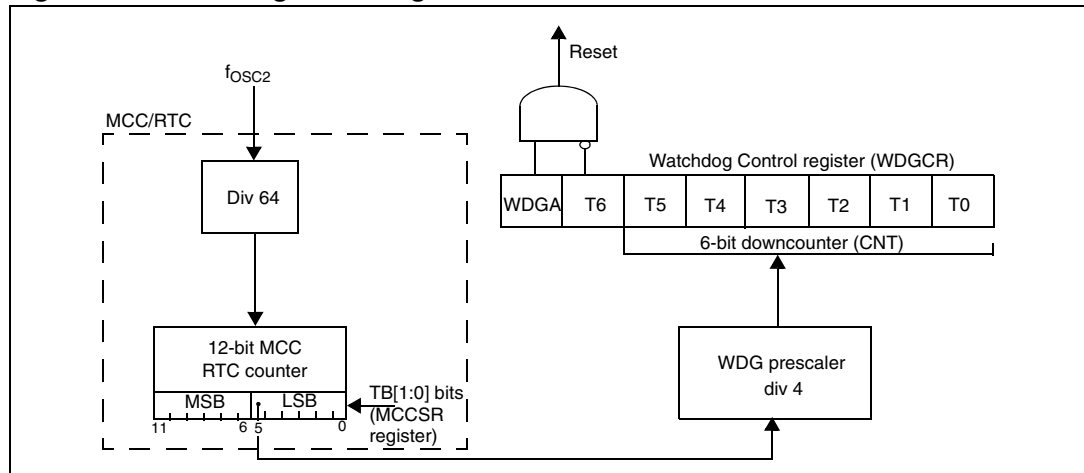 Reset
fOSC2
MCC/RTC
Div 64
Watchdog Control register (WDGCR)
WDGA T6 T5 T4 T3 T2 T1 T0
6-bit downcounter (CNT)
12-bit MCC
RTC counter
MSB LSB
11 6 5 0
TB[1:0] bits
(MCCSR
register)
WDG prescaler
div 4